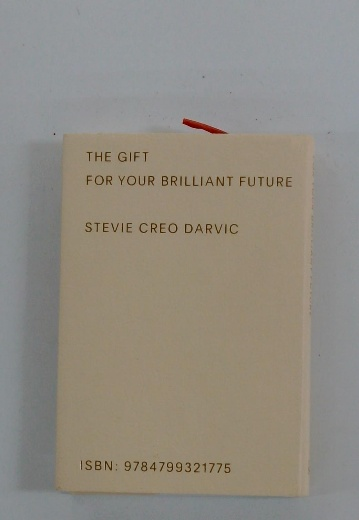 THE GIFT
FOR YOUR BRILLIANT FUTURE
STEVIE CREO DARVIC
ISBN: 9784799321775